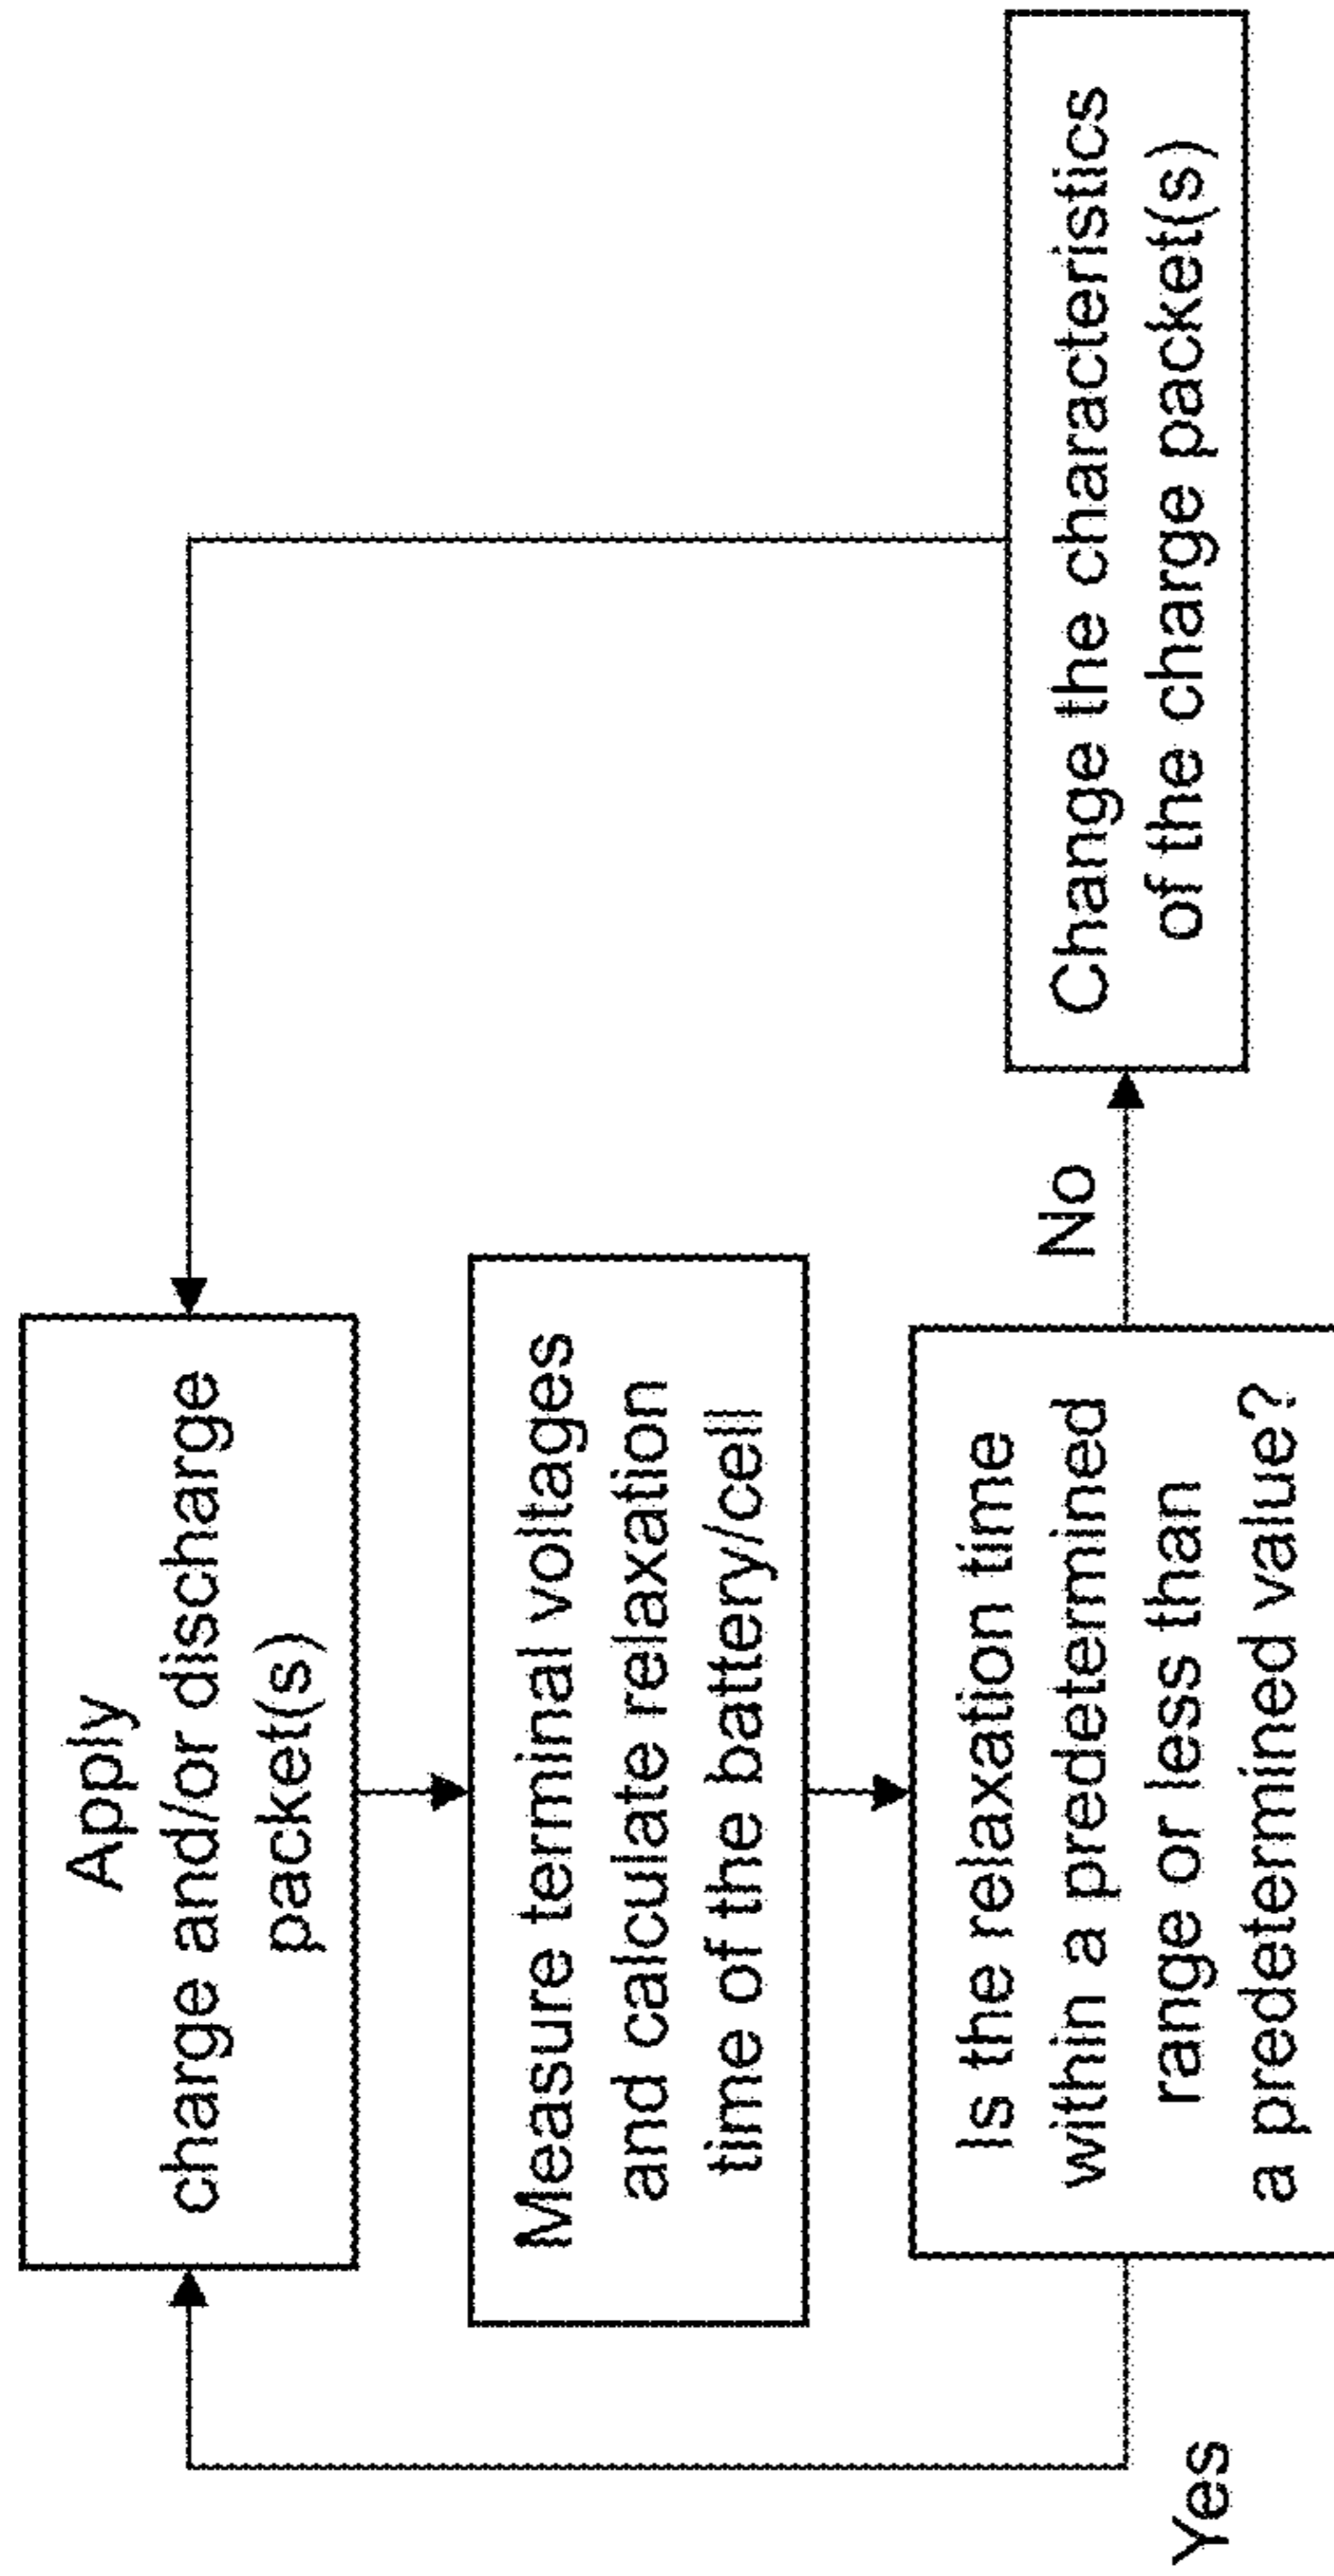 Apply
charge and/or discharge
packet(s)
Measure terminal voltages
and calculate relaxation
time of the battery/cell
Is the relaxation time
within a predetermined
range or less than
a predetermined value?
Yes
No
Change the characteristics
of the charge packet(s)